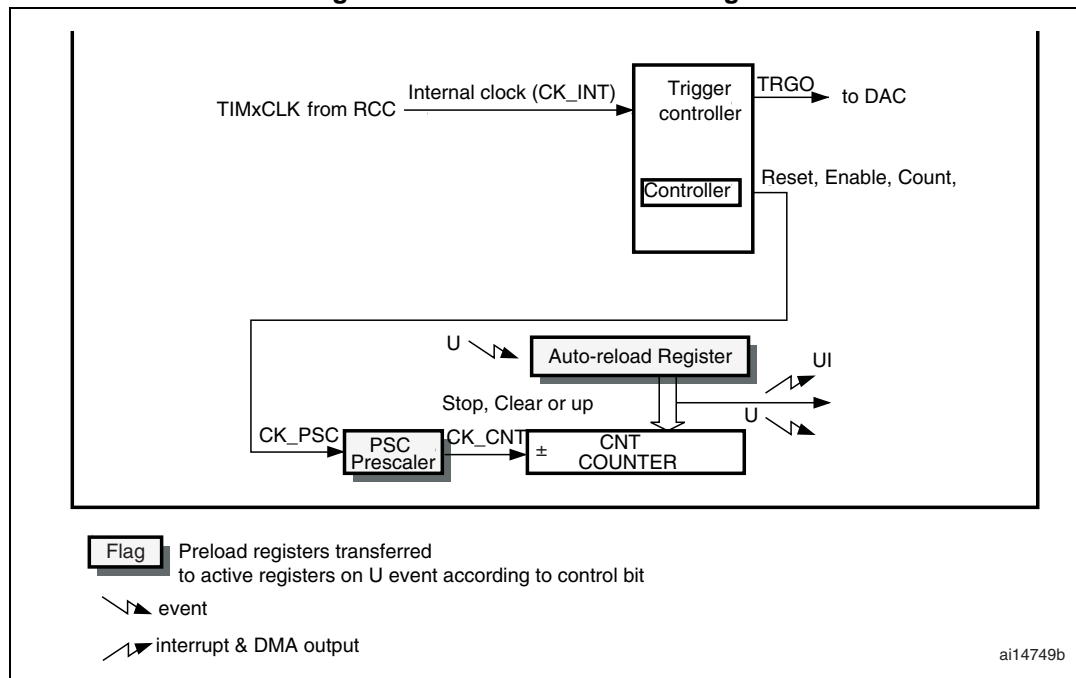 TIMxCLK from RCC
Internal clock (CK_INT)
Trigger
controller
TRGO
to DAC
Controller
Reset, Enable, Count,
U
Auto-reload Register
UI
Stop, Clear or up
U
CK_PSC
PSC
Prescaler
CK_CNT
±
CNT
COUNTER
Flag
Preload registers transferred
to active registers on U event according to control bit
event
interrupt & DMA output
ai14749b